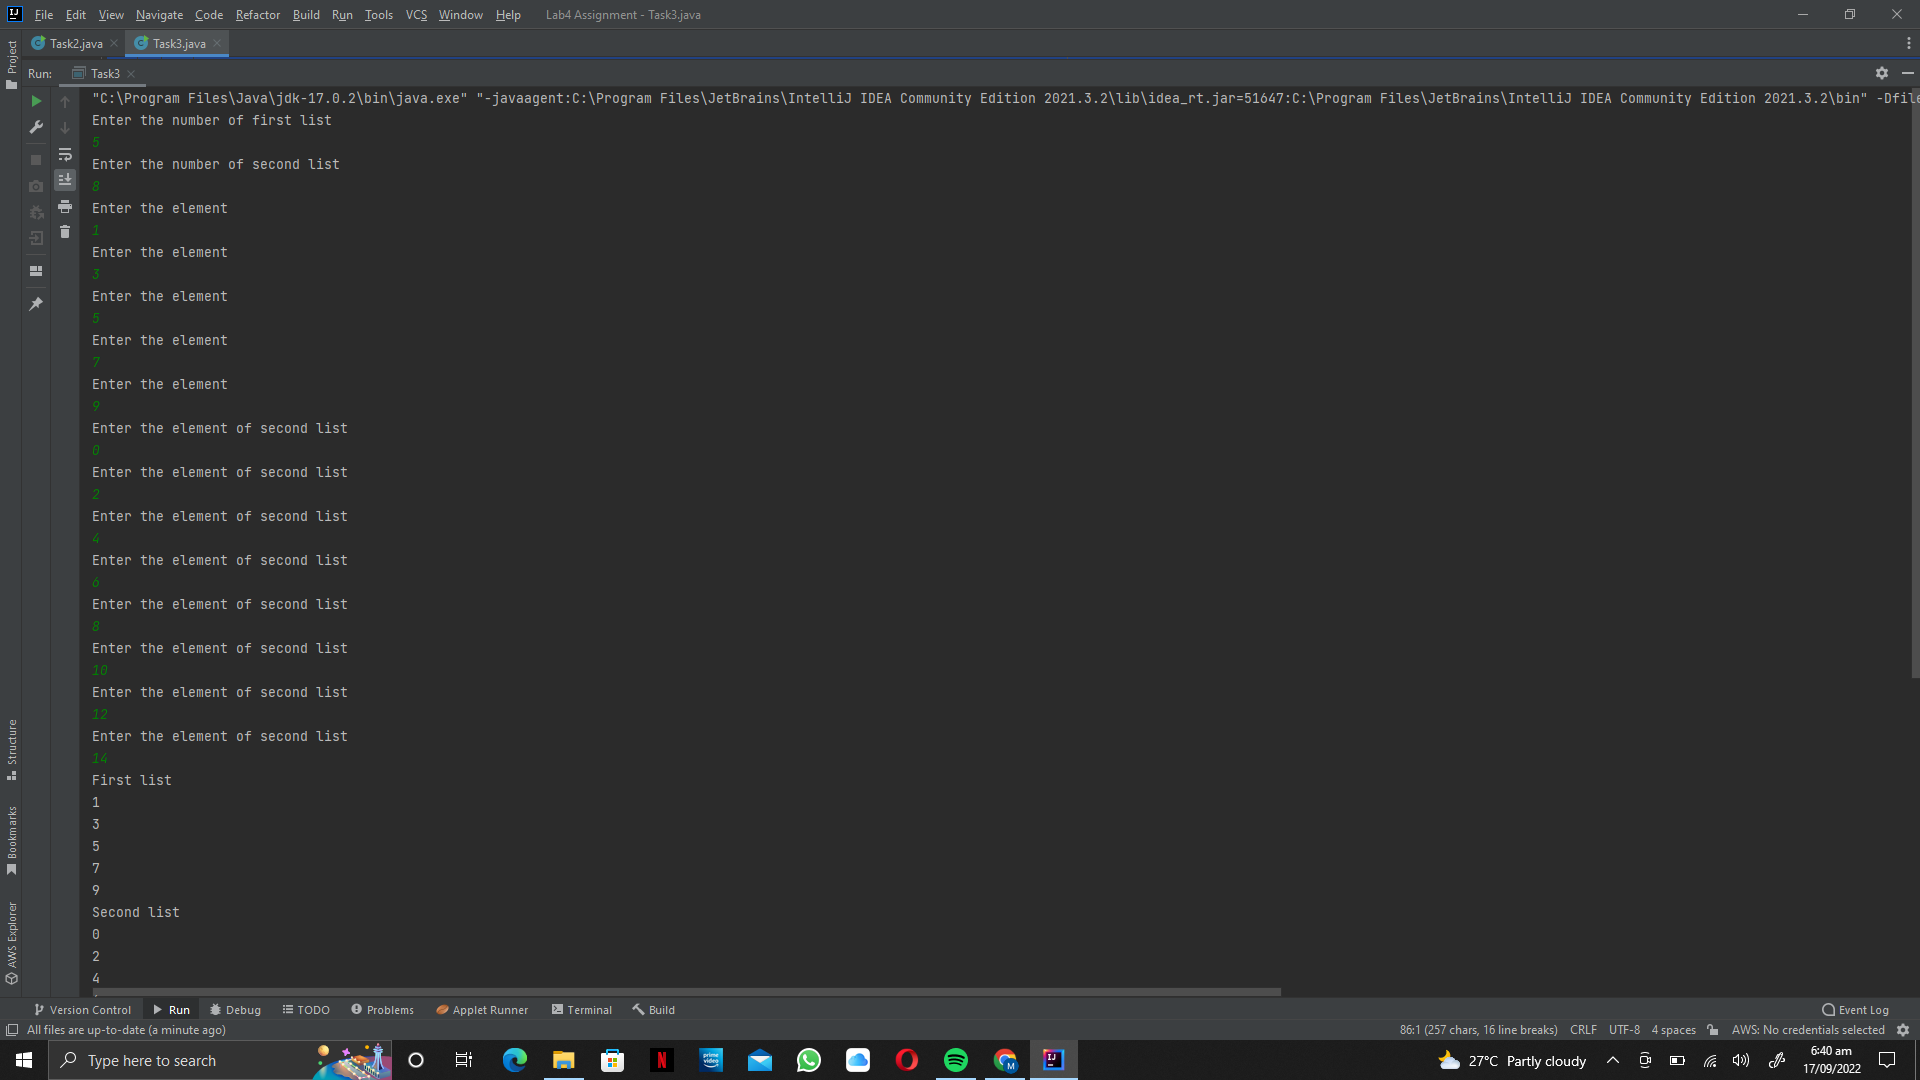 File Edit View Navigate Code Refactor Build Run Tools VCS Window Help Lab4 Assignment - Task3.java
Task2.java Task3.java
Project
Run: Task3
"C:\Program Files\Java\jdk-17.0.2\bin\java.exe" "-javaagent:C:\Program Files\JetBrains\IntelliJ IDEA Community Edition 2021.3.2\lib\idea_rt.jar=51647:C:\Program Files\JetBrains\IntelliJ IDEA Community Edition 2021.3.2\bin" -Dfile
Enter the number of first list
5
Enter the number of second list
8
Enter the element
1
Enter the element
3
Enter the element
5
Enter the element
7
Enter the element
9
Enter the element of second list
0
Enter the element of second list
2
Enter the element of second list
4
Enter the element of second list
6
Enter the element of second list
8
Enter the element of second list
10
Enter the element of second list
12
Enter the element of second list
14
First list
1
3
5
7
9
Second list
0
2
4
Structure
Bookmarks
AWS Explorer
Version Control Run Debug TODO Problems Applet Runner Terminal Build Event Log
All files are up-to-date (a minute ago) 86:1 (257 chars, 16 line breaks) CRLF UTF-8 4 spaces AWS: No credentials selected
Type here to search 27°C Partly cloudy 6:40 am
17/09/2022